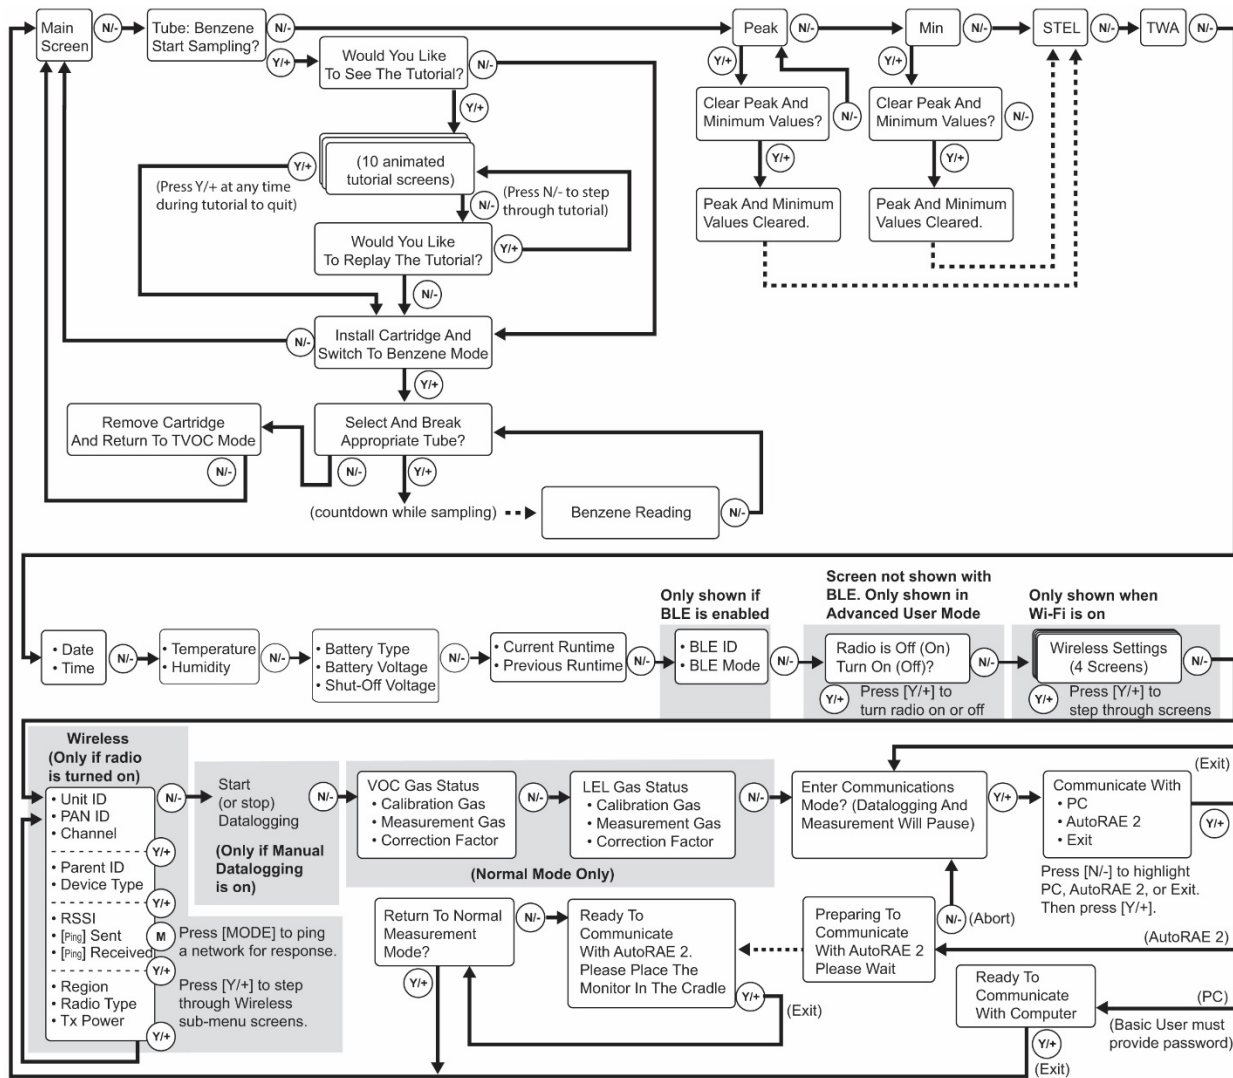 Main
Screen
N/-
Tube: Benzene
Start Sampling?
N/-
Y/+
Would You Like
To See The Tutorial?
N/-
Y/+
Y/+
(10 animated
tutorial screens)
(Press Y/+ at any time
during tutorial to quit)
N/-
(Press N/- to step
through tutorial)
Would You Like
To Replay The Tutorial?
Y/+
N/-
N/-
Install Cartridge And
Switch To Benzene Mode
Y/+
Remove Cartridge
And Return To TVOC Mode
N/-
Select And Break
Appropriate Tube?
N/-
Y/+
(countdown while sampling)
Benzene Reading
N/-
Peak
N/-
Y/+
Clear Peak And
Minimum Values?
N/-
Y/+
Peak And Minimum
Values Cleared.
Min
N/-
Y/+
Clear Peak And
Minimum Values?
N/-
Y/+
Peak And Minimum
Values Cleared.
STEL
N/-
TWA
N/-
• Date
• Time
N/-
• Temperature
• Humidity
N/-
• Battery Type
• Battery Voltage
• Shut-Off Voltage
N/-
• Current Runtime
• Previous Runtime
N/-
Only shown if
BLE is enabled
• BLE ID
• BLE Mode
N/-
Screen not shown with
BLE. Only shown in
Advanced User Mode
Radio is Off (On)
Turn On (Off)?
N/-
Y/+
Press [Y/+] to
turn radio on or off
Only shown when
Wi-Fi is on
Wireless Settings
(4 Screens)
N/-
Y/+
Press [Y/+] to
step through screens
Wireless
(Only if radio
is turned on)
• Unit ID
• PAN ID
• Channel
N/-
Y/+
• Parent ID
• Device Type
Y/+
• RSSI
• [Ping] Sent
• [Ping] Received
M
Press [MODE] to ping
a network for response.
Y/+
• Region
• Radio Type
• Tx Power
Press [Y/+] to step
through Wireless
sub-menu screens.
Y/+
Start
(or stop)
Datalogging
(Only if Manual
Datalogging
is on)
N/-
VOC Gas Status
• Calibration Gas
• Measurement Gas
• Correction Factor
N/-
LEL Gas Status
• Calibration Gas
• Measurement Gas
• Correction Factor
N/-
(Normal Mode Only)
Enter Communications
Mode? (Datalogging And
Measurement Will Pause)
Y/+
Communicate With
• PC
• AutoRAE 2
• Exit
(Exit)
Y/+
Press [N/-] to highlight
PC, AutoRAE 2, or Exit.
Then press [Y/+].
Return To Normal
Measurement
Mode?
N/-
Y/+
Ready To
Communicate
With AutoRAE 2.
Please Place The
Monitor In The Cradle
Y/+
(Exit)
Preparing To
Communicate
With AutoRAE 2
Please Wait
N/-
(Abort)
(AutoRAE 2)
Ready To
Communicate
With Computer
(PC)
(Basic User must
provide password)
Y/+
(Exit)